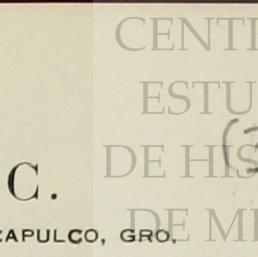 CENT
ESTU
DE HIS
DE M
(3
C.
CAPULCO, GRO.